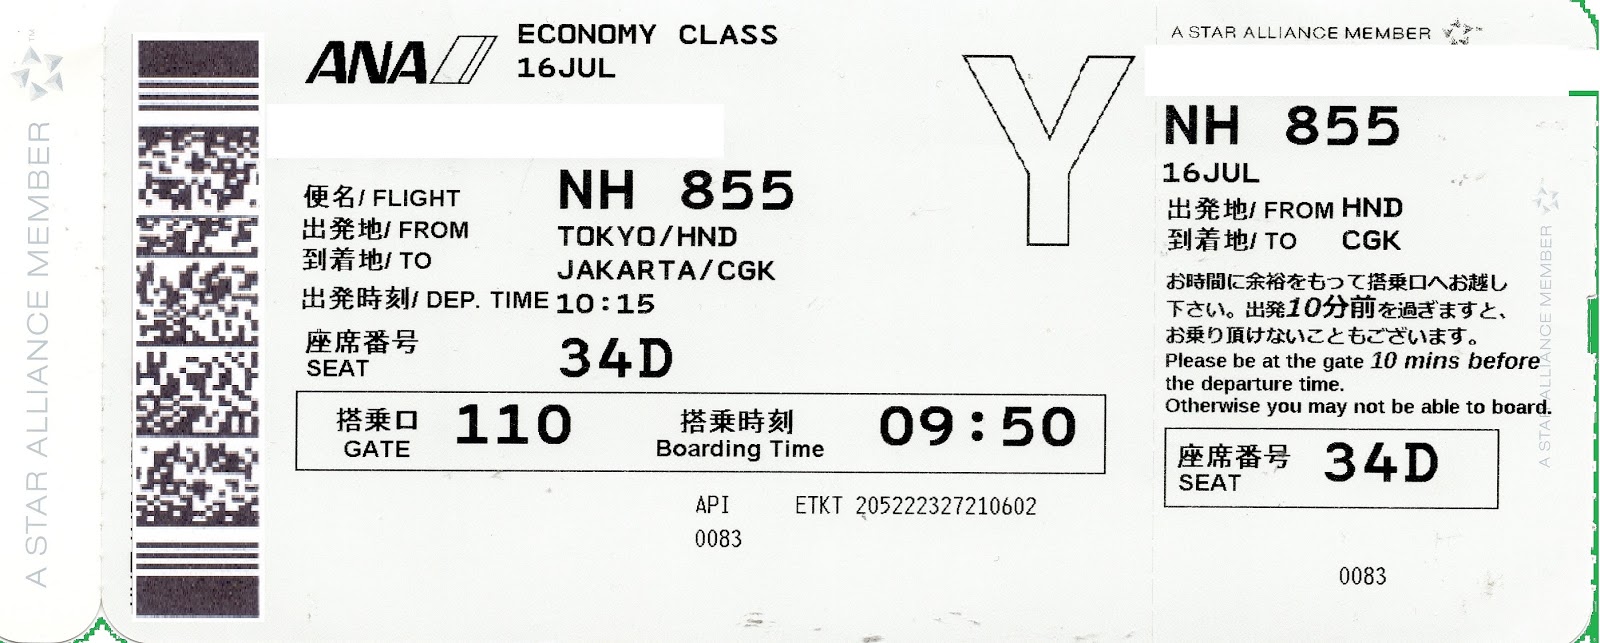 A STAR ALLIANCE MEMBER™
ANA
ECONOMY CLASS
16JUL
Y
便名/ FLIGHT NH 855
出発地/ FROM TOKYO/HND
到着地/ TO JAKARTA/CGK
出発時刻/ DEP. TIME 10:15
座席番号
SEAT 34D
搭乗口
GATE 110
搭乗時刻
Boarding Time 09:50
API ETKT 205222327210602
0083
A STAR ALLIANCE MEMBER
NH 855
16JUL
出発地/ FROM HND
到着地/ TO CGK
お時間に余裕をもって搭乗口へお越し
下さい。出発10分前を過ぎますと、
お乗り頂けないこともございます。
Please be at the gate 10 mins before
the departure time.
Otherwise you may not be able to board.
座席番号
SEAT 34D
0083
A STAR ALLIANCE MEMBER